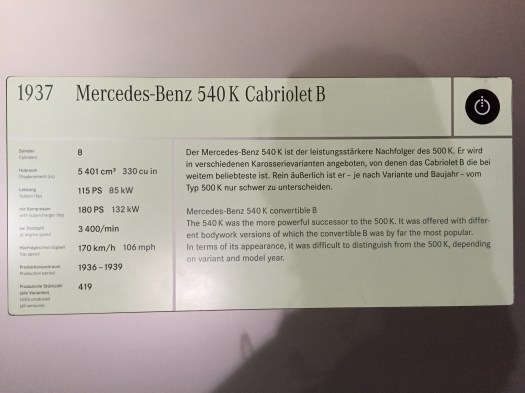 1937 Mercedes-Benz 540 K Cabriolet B
Zylinder 8
Cylinders
Hubraum 5 401 cm³ 330 cu in
Displacement (cc)
Leistung 115 PS 85 kW
Output (hp)
mit Kompressor 180 PS 132 kW
with supercharger (hp)
bei Drehzahl 3 400/min
at engine speed
Höchstgeschwindigkeit 170 km/h 106 mph
Top speed
Produktionszeitraum 1936 – 1939
Production period
Produzierte Stückzahl 419
(alle Varianten)
Units produced
(all versions)
Der Mercedes-Benz 540 K ist der leistungsstärkere Nachfolger des 500 K. Er wird
in verschiedenen Karosserievarianten angeboten, von denen das Cabriolet B die bei
weitem beliebteste ist. Rein äußerlich ist er – je nach Variante und Baujahr – vom
Typ 500 K nur schwer zu unterscheiden.
Mercedes-Benz 540 K convertible B
The 540 K was the more powerful successor to the 500 K. It was offered with differ-
ent bodywork versions of which the convertible B was by far the most popular.
In terms of its appearance, it was difficult to distinguish from the 500 K, depending
on variant and model year.